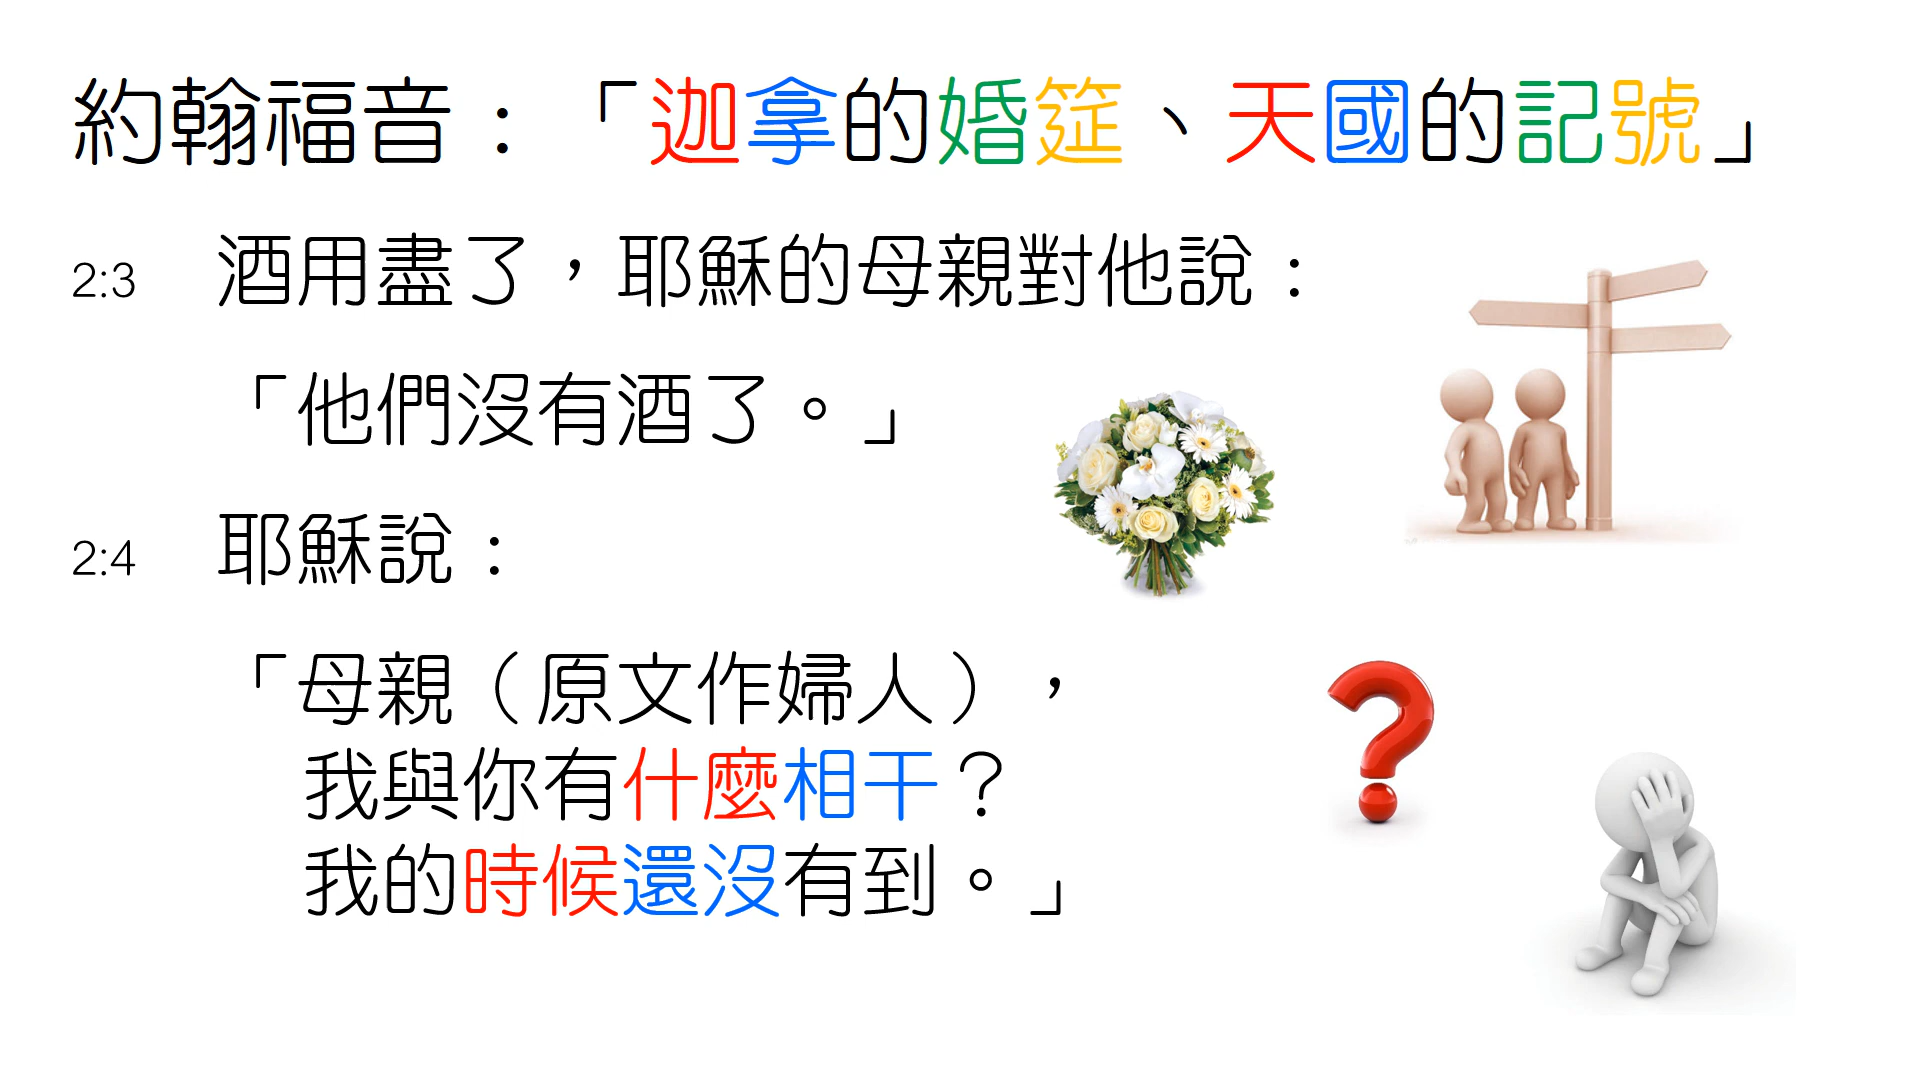 約翰福音：「迦拿的婚筵、天國的記號」
2:3 酒用盡了，耶穌的母親對他說：
「他們沒有酒了。」
2:4 耶穌說：
「母親（原文作婦人），
我與你有什麼相干？
我的時候還沒有到。」